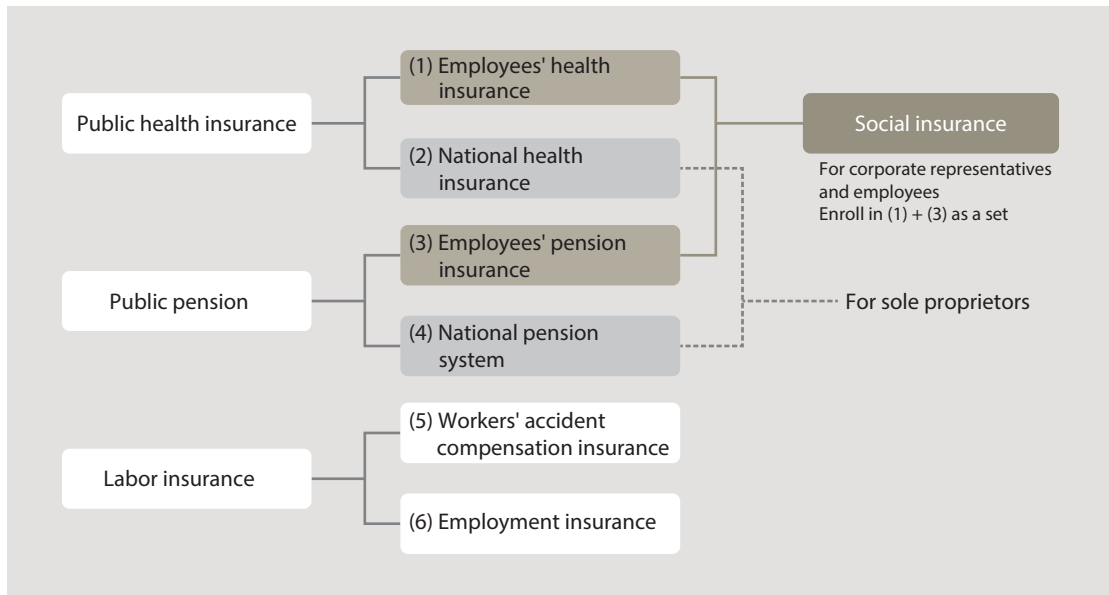 Public health insurance
(1) Employees' health
insurance
(2) National health
insurance
Public pension
(3) Employees' pension
insurance
(4) National pension
system
Labor insurance
(5) Workers' accident
compensation insurance
(6) Employment insurance
Social insurance
For corporate representatives
and employees
Enroll in (1) + (3) as a set
For sole proprietors